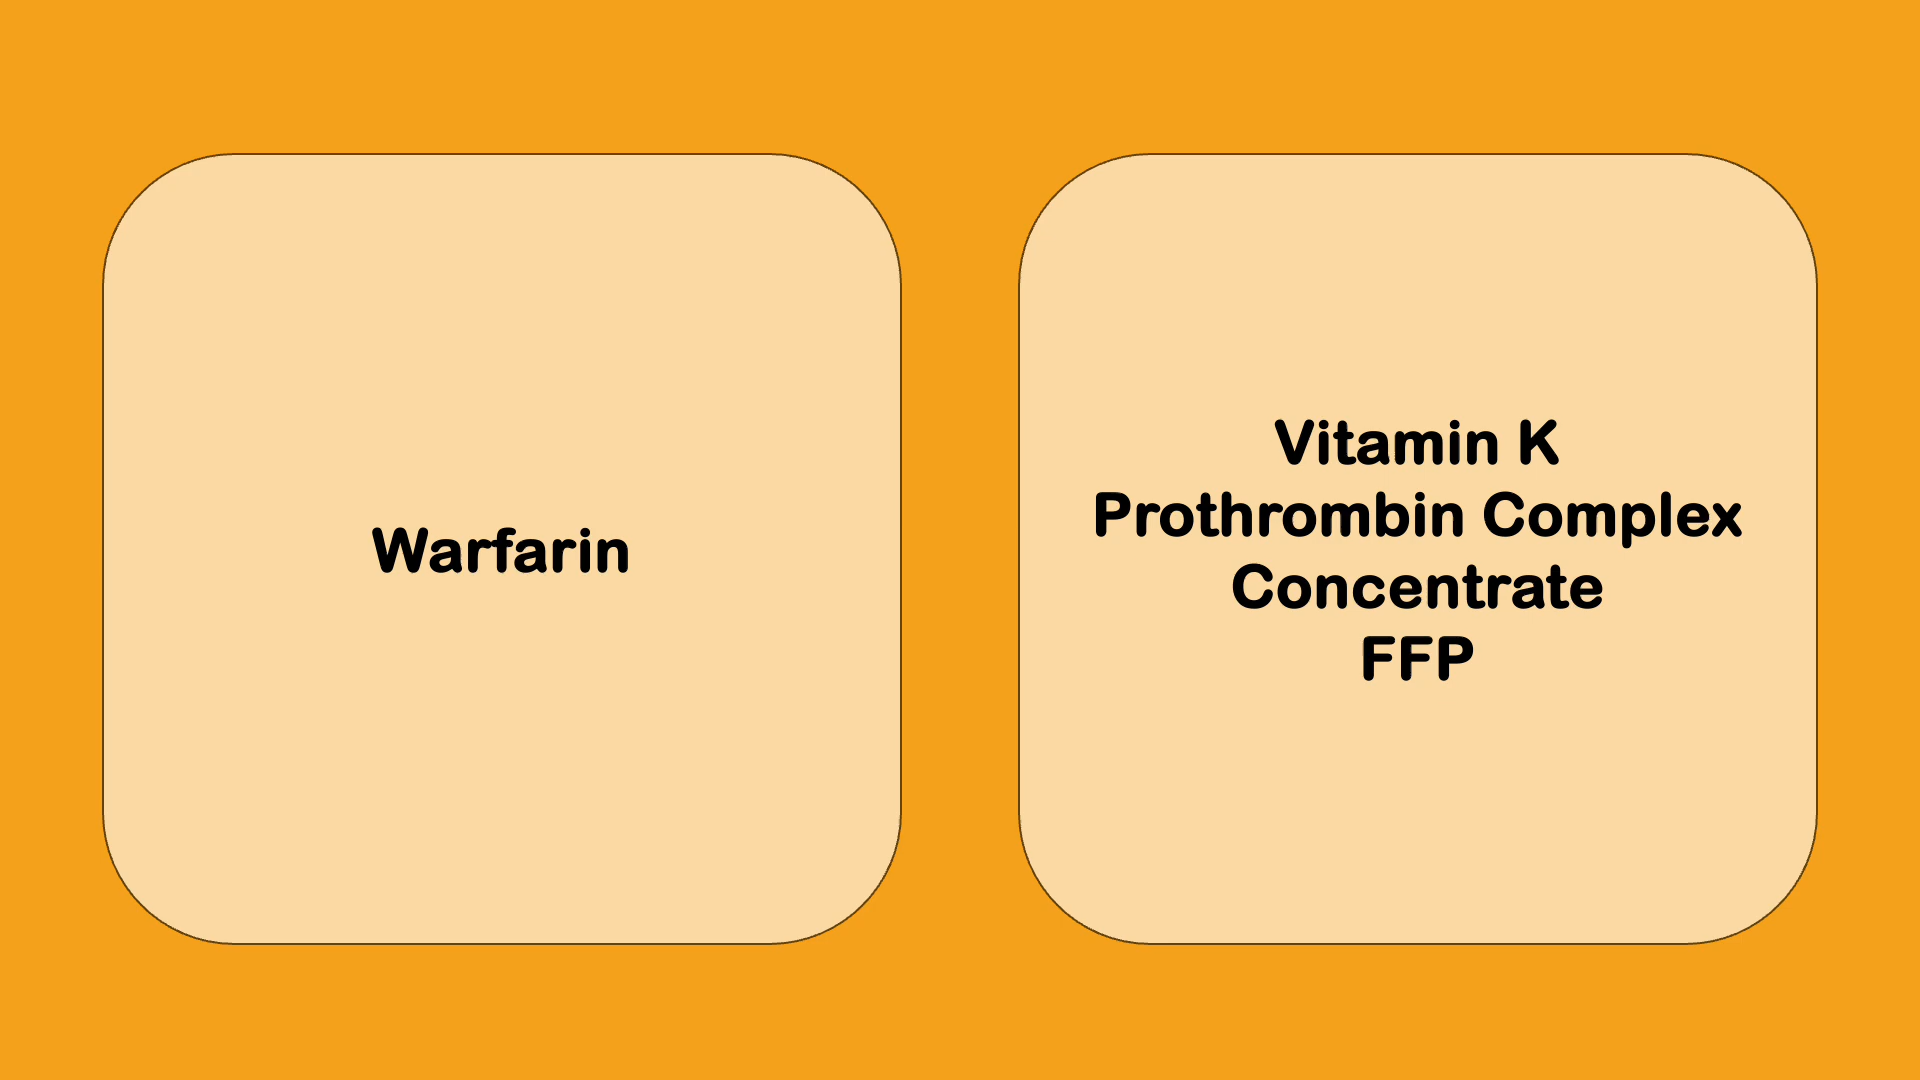 Warfarin
Vitamin K
Prothrombin Complex
Concentrate
FFP